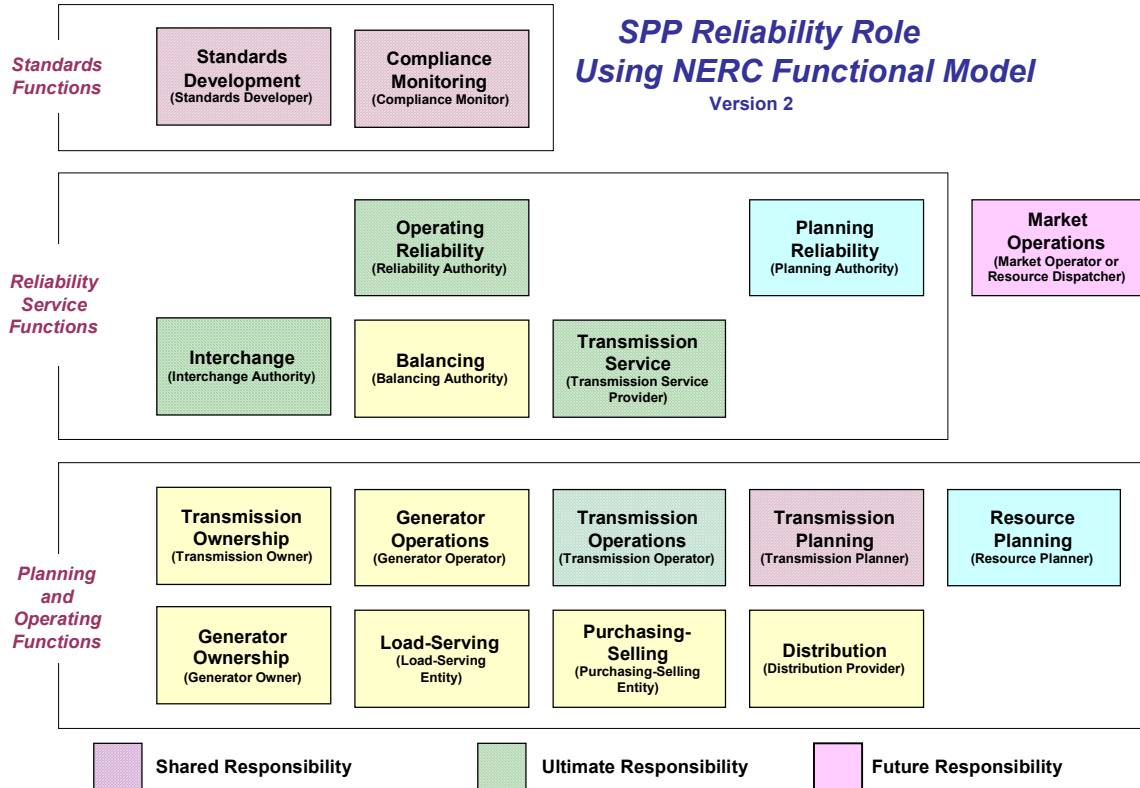 SPP Reliability Role
Using NERC Functional Model
Version 2
Standards
Functions
Standards
Development
(Standards Developer)
Compliance
Monitoring
(Compliance Monitor)
Reliability
Service
Functions
Operating
Reliability
(Reliability Authority)
Planning
Reliability
(Planning Authority)
Market
Operations
(Market Operator or
Resource Dispatcher)
Interchange
(Interchange Authority)
Balancing
(Balancing Authority)
Transmission
Service
(Transmission Service
Provider)
Planning
and
Operating
Functions
Transmission
Ownership
(Transmission Owner)
Generator
Operations
(Generator Operator)
Transmission
Operations
(Transmission Operator)
Transmission
Planning
(Transmission Planner)
Resource
Planning
(Resource Planner)
Generator
Ownership
(Generator Owner)
Load-Serving
(Load-Serving
Entity)
Purchasing-
Selling
(Purchasing-Selling
Entity)
Distribution
(Distribution Provider)
Shared Responsibility
Ultimate Responsibility
Future Responsibility